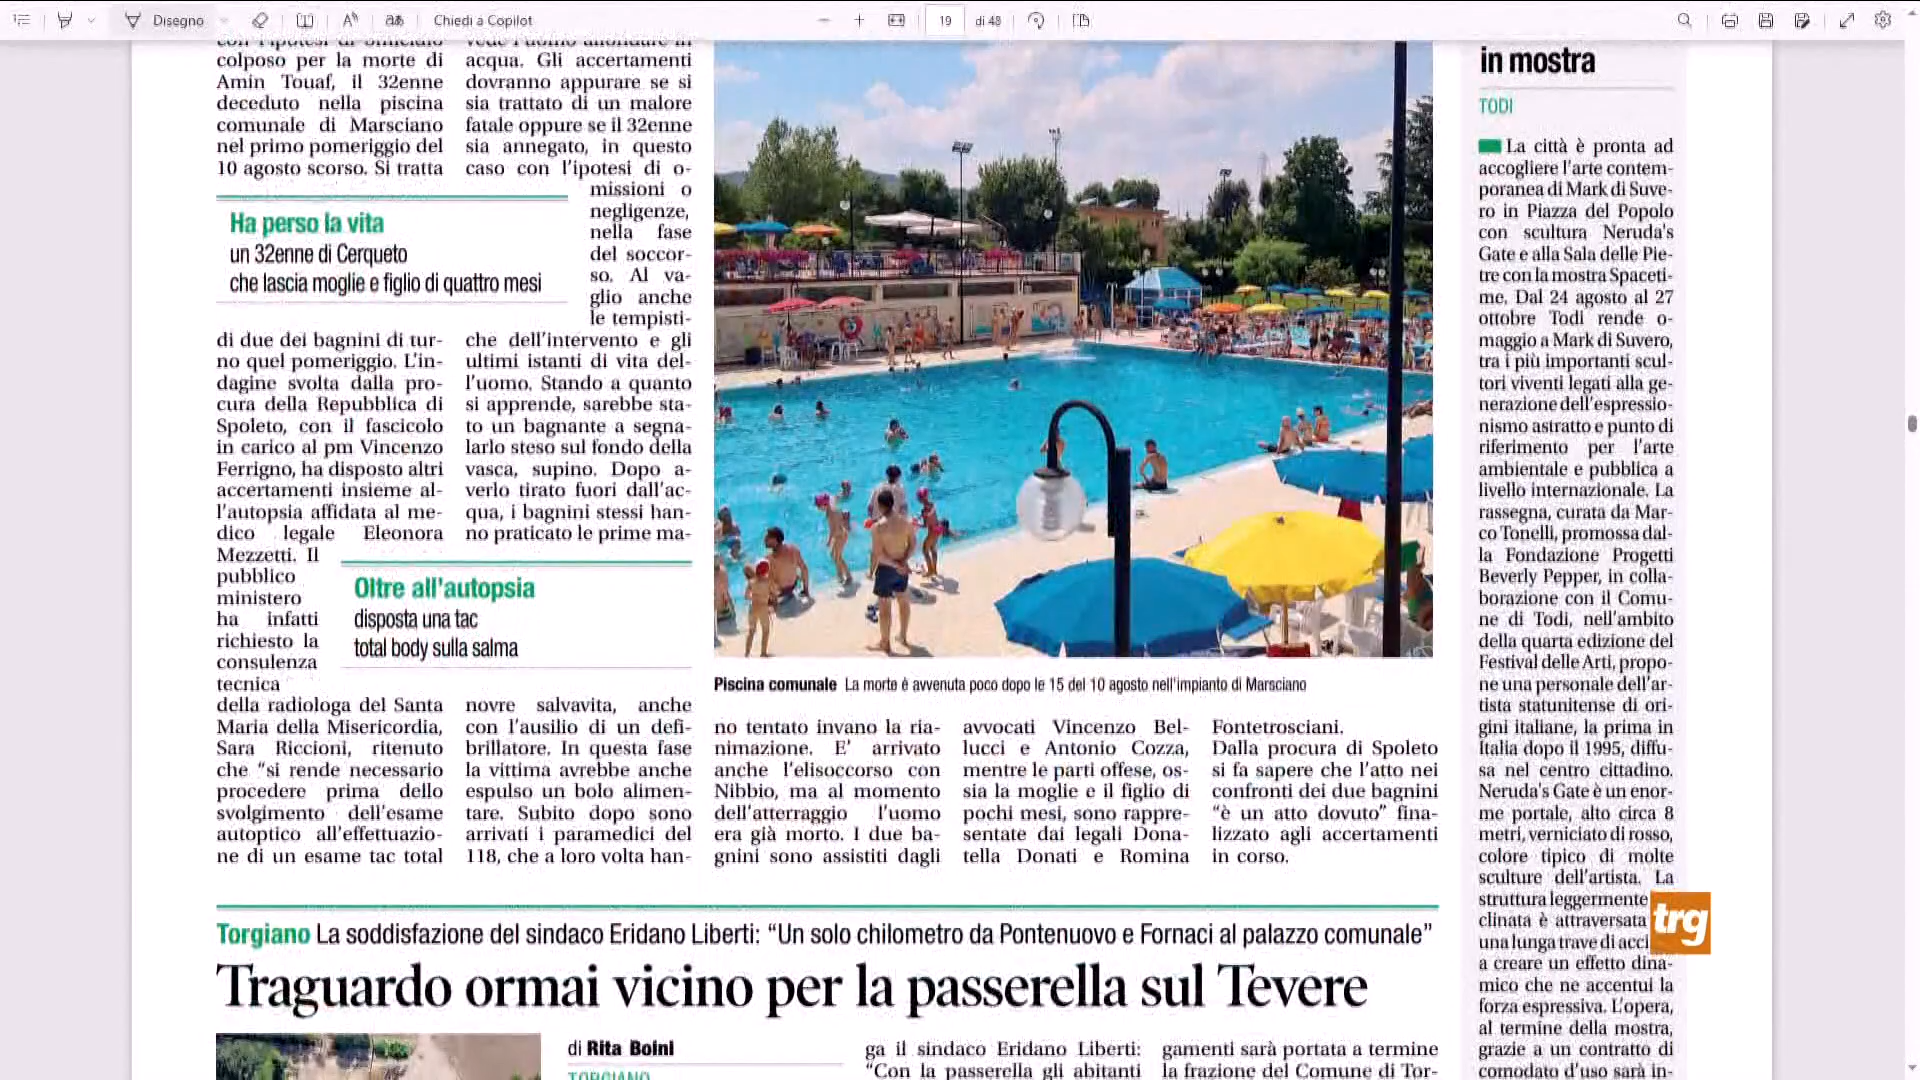 Disegno
Chiedi a Copilot
19
di 48
con l'ipotesi di omicidio
colposo per la morte di
Amin Touaf, il 32enne
deceduto nella piscina
comunale di Marsciano
nel primo pomeriggio del
10 agosto scorso. Si tratta
Ha perso la vita
un 32enne di Cerqueto
che lascia moglie e figlio di quattro mesi
di due dei bagnini di tur-
no quel pomeriggio. L'in-
dagine svolta dalla pro-
cura della Repubblica di
Spoleto, con il fascicolo
in carico al pm Vincenzo
Ferrigno, ha disposto altri
accertamenti insieme al-
l'autopsia affidata al me-
dico legale Eleonora
Mezzetti. Il
pubblico
ministero
ha infatti
richiesto la
consulenza
tecnica
della radiologa del Santa
Maria della Misericordia,
Sara Riccioni, ritenuto
che “si rende necessario
procedere prima dello
svolgimento dell'esame
autoptico all'effettuazio-
ne di un esame tac total
vede l'uomo affondare in
acqua. Gli accertamenti
dovranno appurare se si
sia trattato di un malore
fatale oppure se il 32enne
sia annegato, in questo
caso con l'ipotesi di o-
missioni o
negligenze,
nella fase
del soccor-
so. Al va-
glio anche
le tempisti-
che dell'intervento e gli
ultimi istanti di vita del-
l'uomo. Stando a quanto
si apprende, sarebbe sta-
to un bagnante a segna-
larlo steso sul fondo della
vasca, supino. Dopo a-
verlo tirato fuori dall'ac-
qua, i bagnini stessi han-
no praticato le prime ma-
Oltre all'autopsia
disposta una tac
total body sulla salma
novre salvavita, anche
con l'ausilio di un defi-
brillatore. In questa fase
la vittima avrebbe anche
espulso un bolo alimen-
tare. Subito dopo sono
arrivati i paramedici del
118, che a loro volta han-
Piscina comunale La morte è avvenuta poco dopo le 15 del 10 agosto nell'impianto di Marsciano
no tentato invano la ria-
nimazione. E' arrivato
anche l'elisoccorso con
Nibbio, ma al momento
dell'atterraggio l'uomo
era già morto. I due ba-
gnini sono assistiti dagli
avvocati Vincenzo Bel-
lucci e Antonio Cozza,
mentre le parti offese, os-
sia la moglie e il figlio di
pochi mesi, sono rappre-
sentate dai legali Dona-
tella Donati e Romina
Fontetrosciani.
Dalla procura di Spoleto
si fa sapere che l'atto nei
confronti dei due bagnini
“è un atto dovuto” fina-
lizzato agli accertamenti
in corso.
in mostra
TODI
La città è pronta ad
accogliere l'arte contem-
poranea di Mark di Suve-
ro in Piazza del Popolo
con scultura Neruda's
Gate e alla Sala delle Pie-
tre con la mostra Spaceti-
me. Dal 24 agosto al 27
ottobre Todi rende o-
maggio a Mark di Suvero,
tra i più importanti scul-
tori viventi legati alla ge-
nerazione dell'espressio-
nismo astratto e punto di
riferimento per l'arte
ambientale e pubblica a
livello internazionale. La
rassegna, curata da Mar-
co Tonelli, promossa dal-
la Fondazione Progetti
Beverly Pepper, in colla-
borazione con il Comu-
ne di Todi, nell'ambito
della quarta edizione del
Festival delle Arti, propo-
ne una personale dell'ar-
tista statunitense di ori-
gini italiane, la prima in
Italia dopo il 1995, diffu-
sa nel centro cittadino.
Neruda's Gate è un enor-
me portale, alto circa 8
metri, verniciato di rosso,
colore tipico di molte
sculture dell'artista. La
struttura leggermente
clinata è attraversata
una lunga trave di acci
a creare un effetto dina-
mico che ne accentui la
forza espressiva. L'opera,
al termine della mostra,
grazie a un contratto di
comodato d'uso sarà in-
trg
Torgiano La soddisfazione del sindaco Eridano Liberti: “Un solo chilometro da Pontenuovo e Fornaci al palazzo comunale”
Traguardo ormai vicino per la passerella sul Tevere
di Rita Boini
TORGIANO
ga il sindaco Eridano Liberti:
“Con la passerella gli abitanti
gamenti sarà portata a termine
la frazione del Comune di Tor-